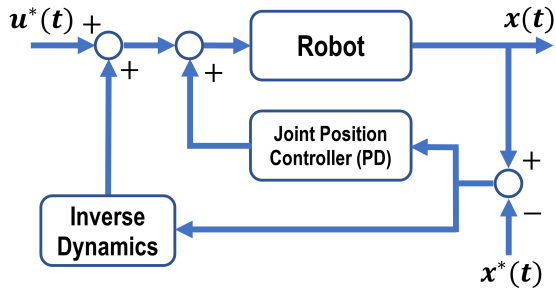 u*(t) +
x(t)
Robot
+
+
Joint Position
Controller (PD)
+
Inverse
Dynamics
−
x*(t)